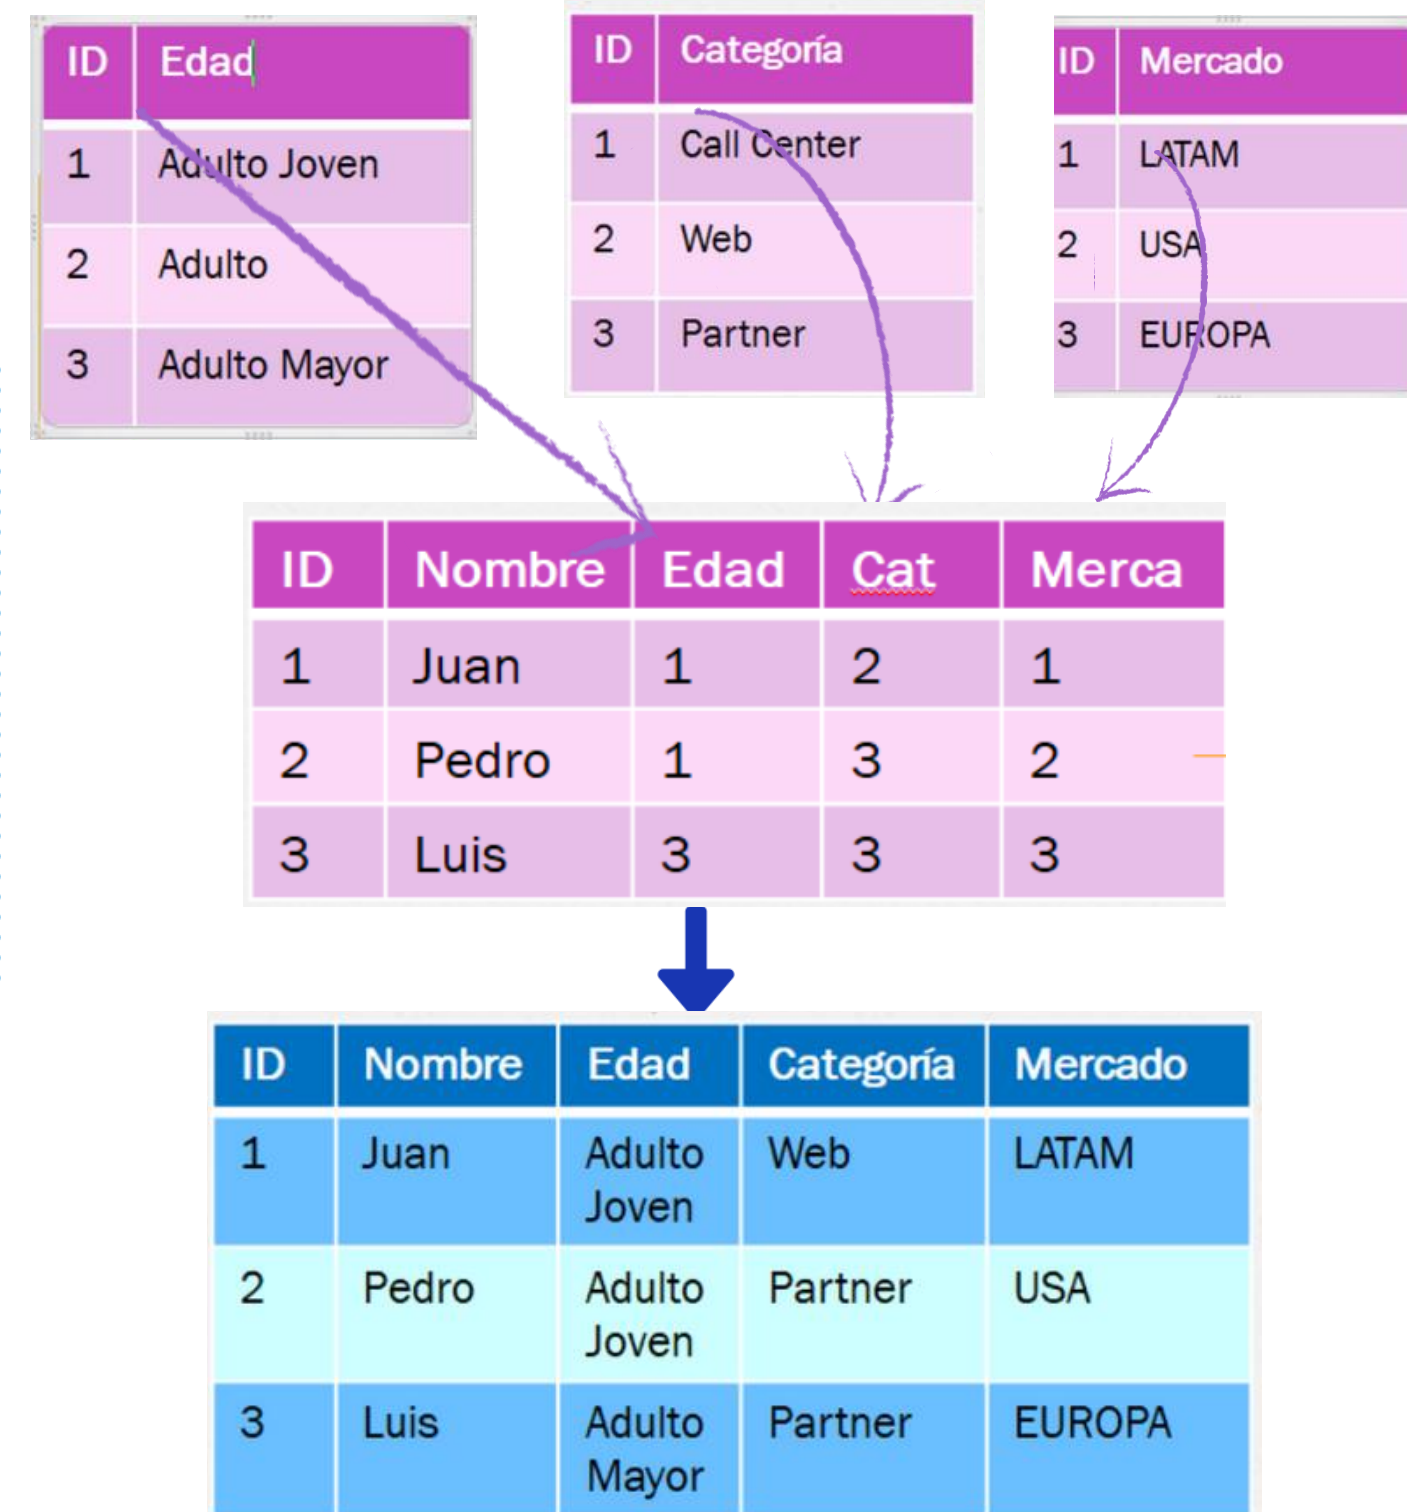 ID Edad
1 Adulto Joven
2 Adulto
3 Adulto Mayor
ID Categoría
1 Call Center
2 Web
3 Partner
ID Mercado
1 LATAM
2 USA
3 EUROPA
ID Nombre Edad Cat Merca
1 Juan 1 2 1
2 Pedro 1 3 2
3 Luis 3 3 3
ID Nombre Edad Categoría Mercado
1 Juan Adulto Web LATAM
Joven
2 Pedro Adulto Partner USA
Joven
3 Luis Adulto Partner EUROPA
Mayor